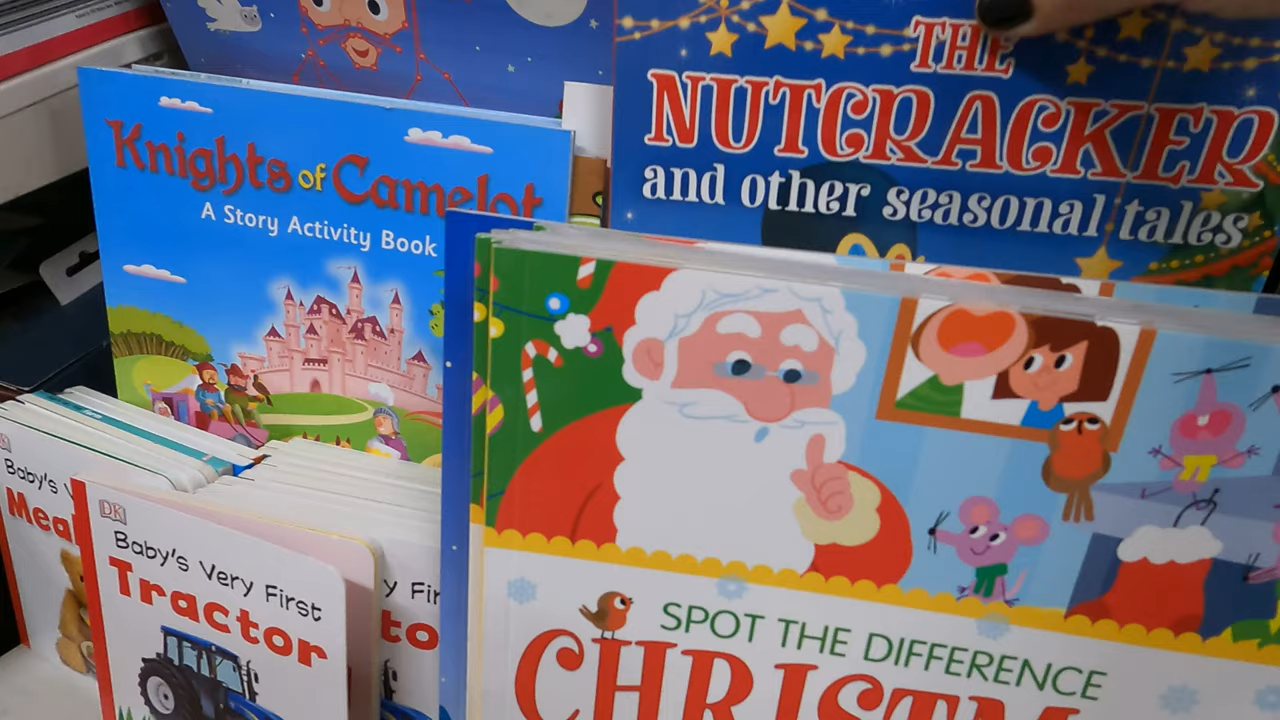 THE
NUTCRACKER
and other seasonal tales
Knights of Camelot
A Story Activity Book
SPOT THE DIFFERENCE
Baby's
DK
Baby's Very First
Tractor